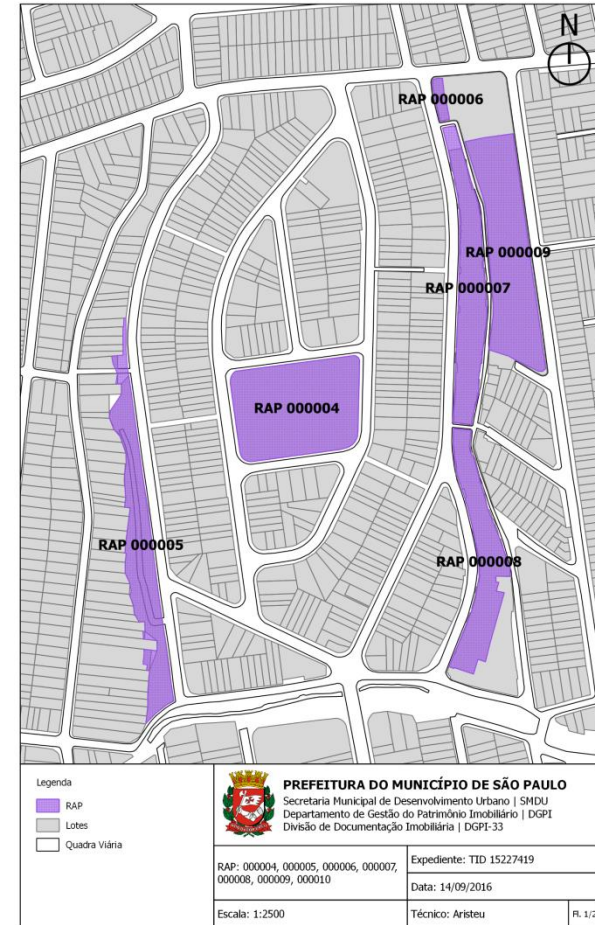 N
RAP 000006
RAP 000009
RAP 000007
RAP 000004
RAP 000005
RAP 000008
Legenda
RAP
Lotes
Quadra Viária
PREFEITURA DO MUNICÍPIO DE SÃO PAULO
Secretaria Municipal de Desenvolvimento Urbano | SMDU
Departamento de Gestão do Patrimônio Imobiliário | DGPI
Divisão de Documentação Imobiliária | DGPI-33
RAP: 000004, 000005, 000006, 000007,
000008, 000009, 000010
Expediente: TID 15227419
Data: 14/09/2016
Escala: 1:2500
Técnico: Aristeu
Fl. 1/2